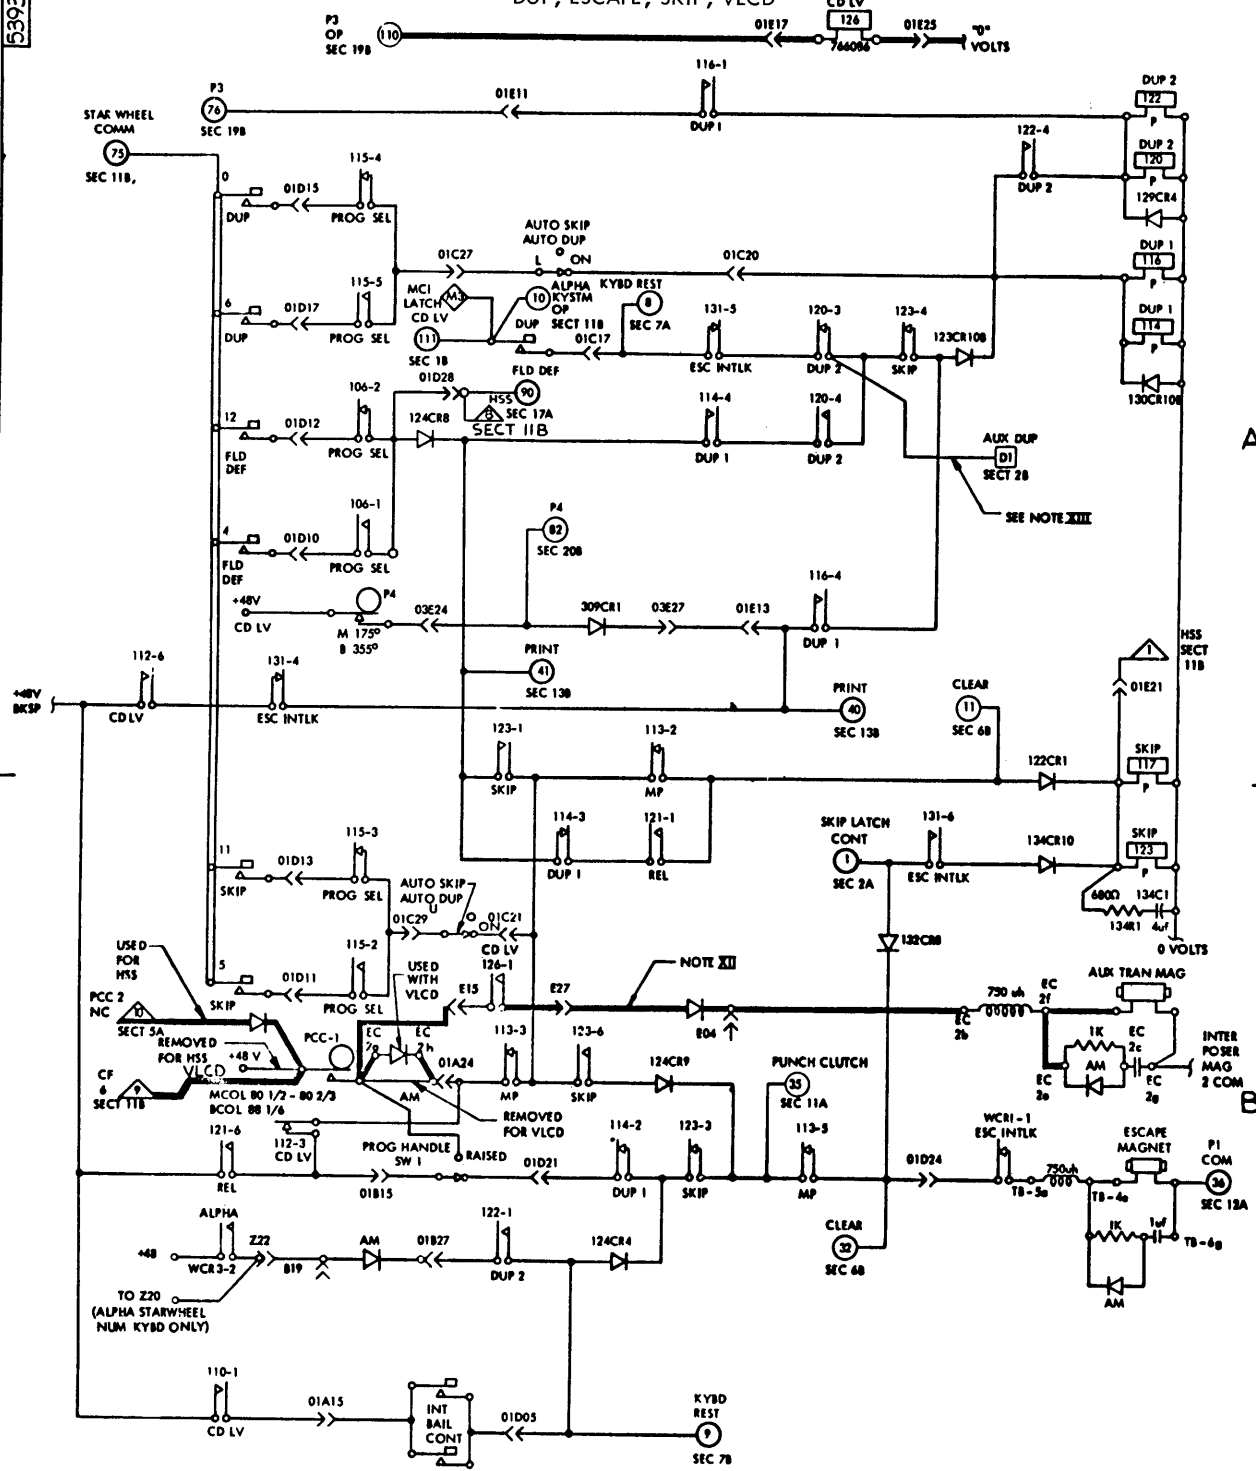 5393
DUP, ESCAPE, SKIP, VLCD
P3
OP
SEC 19B
110
01E17
CD LV
126
766086
01E25
"0"
VOLTS
P3
76
SEC 19B
01E11
116-1
DUP 1
DUP 2
122
P
STAR WHEEL
COMM
75
SEC 11B,
122-4
DUP 2
DUP 2
120
P
129CR4
0
DUP
01D15
115-4
PROG SEL
AUTO SKIP
AUTO DUP
L
ON
01C27
01C20
DUP 1
116
P
6
DUP
01D17
115-5
PROG SEL
MCI
LATCH
CD LV
M3
10
ALPHA
KYSTM
OP
SECT 11B
KYBD REST
8
SEC 7A
111
SEC 1B
DUP
FLD DEF
01C17
131-5
ESC INTLK
120-3
DUP 2
123-4
SKIP
123CR10B
DUP 1
114
P
130CR10B
12
FLD
DEF
01D12
106-2
PROG SEL
01D28
124CR8
HSS
6
SECT 11B
90
SEC 17A
114-4
DUP 1
120-4
DUP 2
AUX DUP
D1
SECT 2B
A
SEE NOTE XIII
4
FLD
DEF
01D10
106-1
PROG SEL
P4
82
SEC 20B
+48V
CD LV
P4
M 175°
B 355°
03E24
309CR1
03E27
01E13
116-4
DUP 1
PRINT
41
SEC 13B
HSS
SECT
11B
1
01E21
+48V
BKSP
112-6
CD LV
131-4
ESC INTLK
PRINT
40
SEC 13B
CLEAR
11
SEC 6B
123-1
SKIP
113-2
MP
122CR1
SKIP
117
P
114-3
DUP 1
121-1
REL
SKIP LATCH
CONT
1
SEC 2A
131-6
ESC INTLK
134CR10
SKIP
123
P
680Ω
134R1
134C1
4uf
0 VOLTS
11
SKIP
01D13
115-3
PROG SEL
AUTO SKIP
AUTO DUP
U
O
ON
01C29
01C21
CD LV
132CR8
5
SKIP
01D11
115-2
PROG SEL
USED
FOR
HSS
USED
WITH
VLCD
E15
126-1
E27
NOTE XII
E04
EC
2b
750 uh
EC
2f
AUX TRAN MAG
PCC 2
NC
10
SECT 5A
REMOVED
FOR HSS
VLCD
+48 V
PCC-1
EC
2g
EC
2h
01A24
AM
113-3
MP
123-6
SKIP
124CR9
PUNCH CLUTCH
35
SEC 11A
1K
AM
EC
2c
EC
2e
EC
2g
INTER
POSER
MAG
2 COM
CF
6
SECT 11B
9
MCOL 80 1/2 - 80 2/3
BCOL 88 1/6
REMOVED
FOR VLCD
B
121-6
REL
112-3
CD LV
PROG HANDLE
SW 1
RAISED
01B15
01D21
114-2
DUP 1
123-3
SKIP
113-5
MP
01D24
WCR1-1
ESC INTLK
TB-5a
750uh
TB-4a
ESCAPE
MAGNET
P1
COM
36
SEC 12A
1K
1uf
TB-6g
AM
ALPHA
+48
WCR3-2
Z22
B19
AM
01B27
122-1
DUP 2
124CR4
CLEAR
32
SEC 6B
TO Z20
(ALPHA STARWHEEL
NUM KYBD ONLY)
110-1
CD LV
01A15
INT
BAIL
CONT
01D05
KYBD
REST
9
SEC 7B